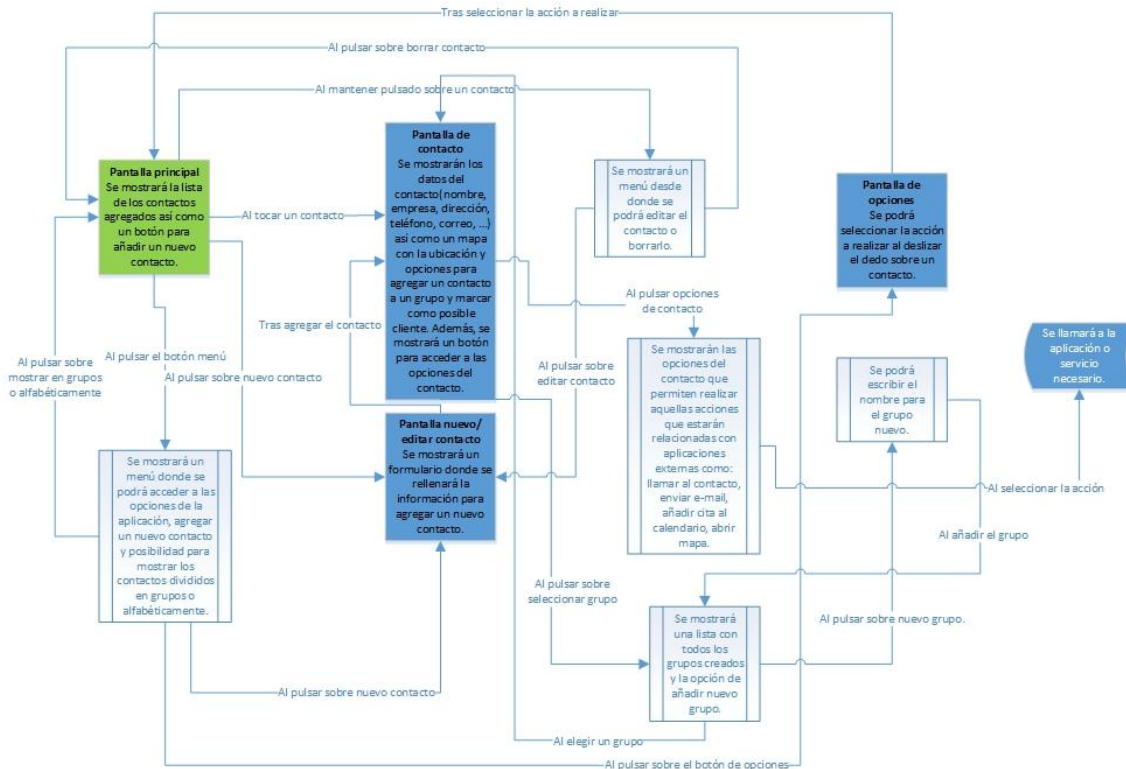 Tras seleccionar la acción a realizar
Al pulsar sobre borrar contacto
Al mantener pulsado sobre un contacto
Pantalla principal
Se mostrará la lista
de los contactos
agregados así como
un botón para
añadir un nuevo
contacto.
Al tocar un contacto
Pantalla de
contacto
Se mostrarán los
datos del
contacto( nombre,
empresa, dirección,
teléfono, correo, ...)
así como un mapa
con la ubicación y
opciones para
agregar un contacto
a un grupo y marcar
como posible
cliente. Además, se
mostrará un botón
para acceder a las
opciones del
contacto.
Se mostrará un
menú desde
donde se
podrá editar el
contacto o
borrarlo.
Pantalla de
opciones
Se podrá
seleccionar la acción
a realizar al deslizar
el dedo sobre un
contacto.
Al pulsar opciones
de contacto
Tras agregar el contacto
Al pulsar sobre
mostrar en grupos
o alfabéticamente
Al pulsar el botón menú
Al pulsar sobre nuevo contacto
Al pulsar sobre
editar contacto
Se mostrarán las
opciones del
contacto que
permiten realizar
aquellas acciones
que estarán
relacionadas con
aplicaciones
externas como:
llamar al contacto,
enviar e-mail,
añadir cita al
calendario, abrir
mapa.
Se podrá
escribir el
nombre para
el grupo
nuevo.
Se llamará a la
aplicación o
servicio
necesario.
Pantalla nuevo/
editar contacto
Se mostrará un
formulario donde se
rellenará la
información para
agregar un nuevo
contacto.
Se mostrará un
menú donde se
podrá acceder a las
opciones de la
aplicación, agregar
un nuevo contacto
y posibilidad para
mostrar los
contactos divididos
en grupos o
alfabéticamente.
Al seleccionar la acción
Al añadir el grupo
Al pulsar sobre
seleccionar grupo
Se mostrará
una lista con
todos los
grupos creados
y la opción de
añadir nuevo
grupo.
Al pulsar sobre nuevo grupo.
Al pulsar sobre nuevo contacto
Al elegir un grupo
Al pulsar sobre el botón de opciones